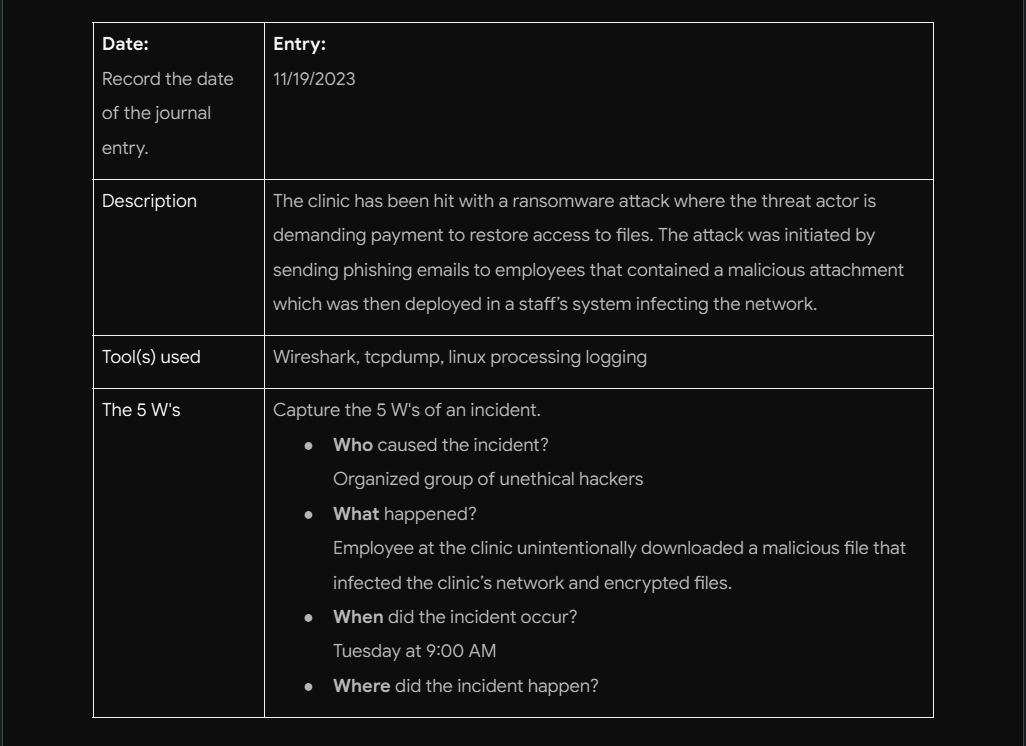 Date:
Record the date
of the journal
entry.
Entry:
11/19/2023
Description
The clinic has been hit with a ransomware attack where the threat actor is
demanding payment to restore access to files. The attack was initiated by
sending phishing emails to employees that contained a malicious attachment
which was then deployed in a staff’s system infecting the network.
Tool(s) used
Wireshark, tcpdump, linux processing logging
The 5 W's
Capture the 5 W's of an incident.
● Who caused the incident?
Organized group of unethical hackers
● What happened?
Employee at the clinic unintentionally downloaded a malicious file that
infected the clinic’s network and encrypted files.
● When did the incident occur?
Tuesday at 9:00 AM
● Where did the incident happen?